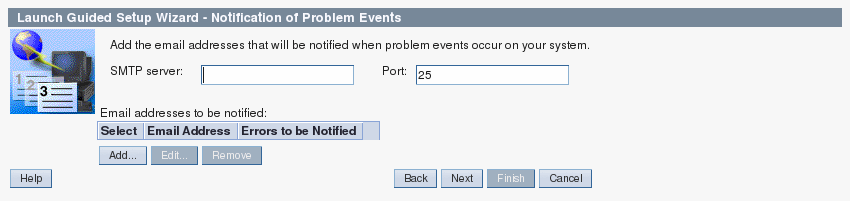 Launch Guided Setup Wizard - Notification of Problem Events
Add the email addresses that will be notified when problem events occur on your system.
SMTP server: Port: 25
1
2
3
Email addresses to be notified:
Select Email Address Errors to be Notified
Add... Edit... Remove
Help Back Next Finish Cancel